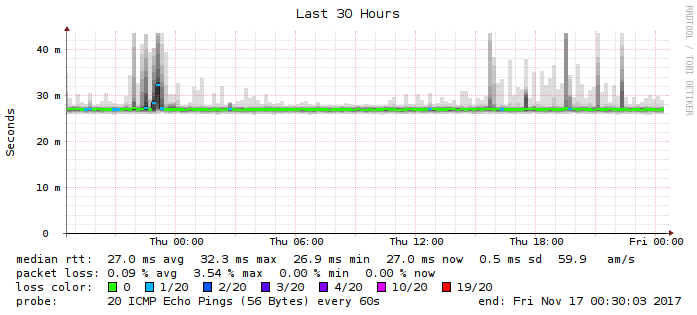 Last 30 Hours
RRDTOOL / TOBI OETIKER
Seconds
40 m
30 m
20 m
10 m
0
Thu 00:00 Thu 06:00 Thu 12:00 Thu 18:00 Fri 00:00
median rtt: 27.0 ms avg 32.3 ms max 26.9 ms min 27.0 ms now 0.5 ms sd 59.9 am/s
packet loss: 0.09 % avg 3.54 % max 0.00 % min 0.00 % now
loss color: 0 1/20 2/20 3/20 4/20 10/20 19/20
probe: 20 ICMP Echo Pings (56 Bytes) every 60s end: Fri Nov 17 00:30:03 2017